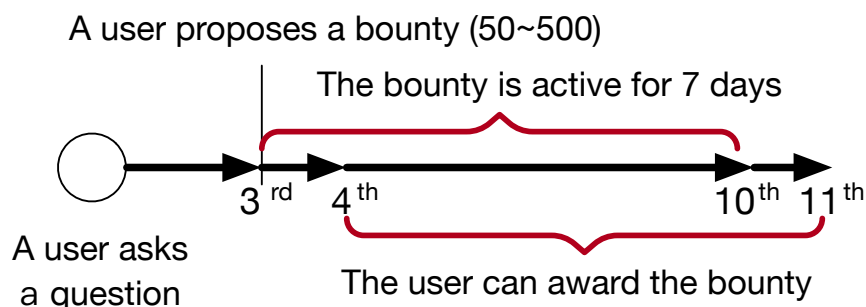 A user proposes a bounty (50~500)
The bounty is active for 7 days
3rd 4th 10th 11th
A user asks
a question
The user can award the bounty